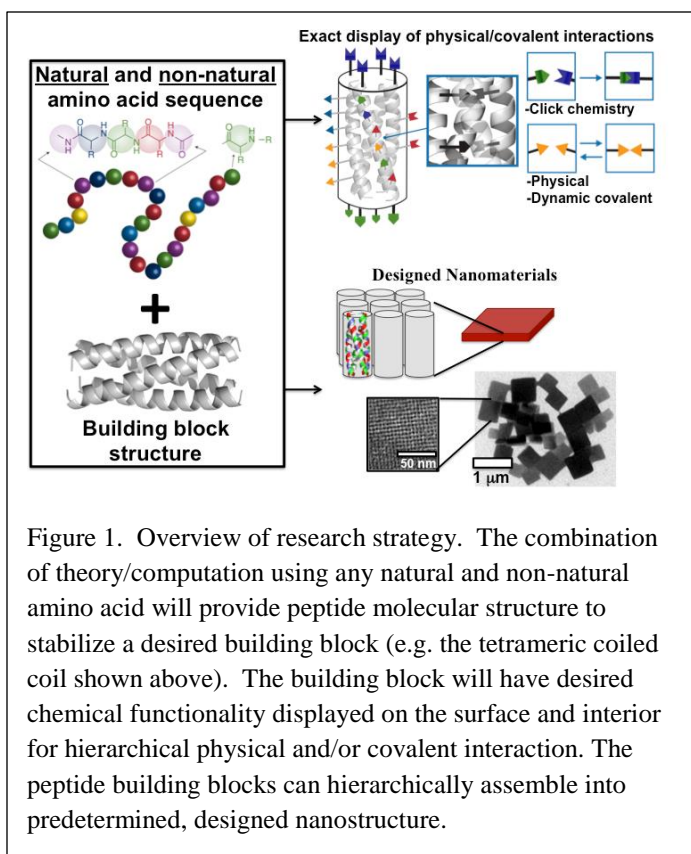 Exact display of physical/covalent interactions
Natural and non-natural
amino acid sequence
O
R
H
N
N
H
R
O
-Click chemistry
-Physical
-Dynamic covalent
+
Building block
structure
Designed Nanomaterials
50 nm
1 μm
Figure 1.  Overview of research strategy.  The combination
of theory/computation using any natural and non-natural
amino acid will provide peptide molecular structure to
stabilize a desired building block (e.g. the tetrameric coiled
coil shown above).  The building block will have desired
chemical functionality displayed on the surface and interior
for hierarchical physical and/or covalent interaction. The
peptide building blocks can hierarchically assemble into
predetermined, designed nanostructure.